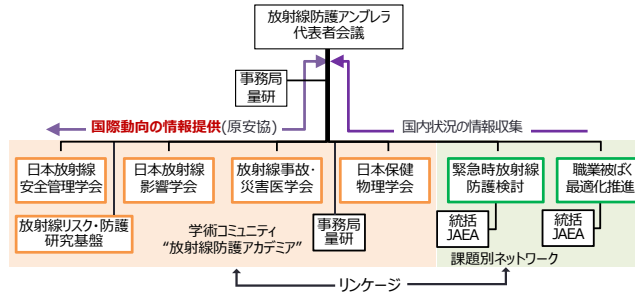 放射線防護アンブレラ
代表者会議
事務局
量研
国際動向の情報提供(原安協)
国内状況の情報収集
日本放射線
安全管理学会
日本放射線
影響学会
放射線事故・
災害医学会
日本保健
物理学会
緊急時放射線
防護検討
職業被ばく
最適化推進
放射線リスク・防護
研究基盤
学術コミュニティ
“放射線防護アカデミア”
事務局
量研
統括
JAEA
統括
JAEA
課題別ネットワーク
リンケージ